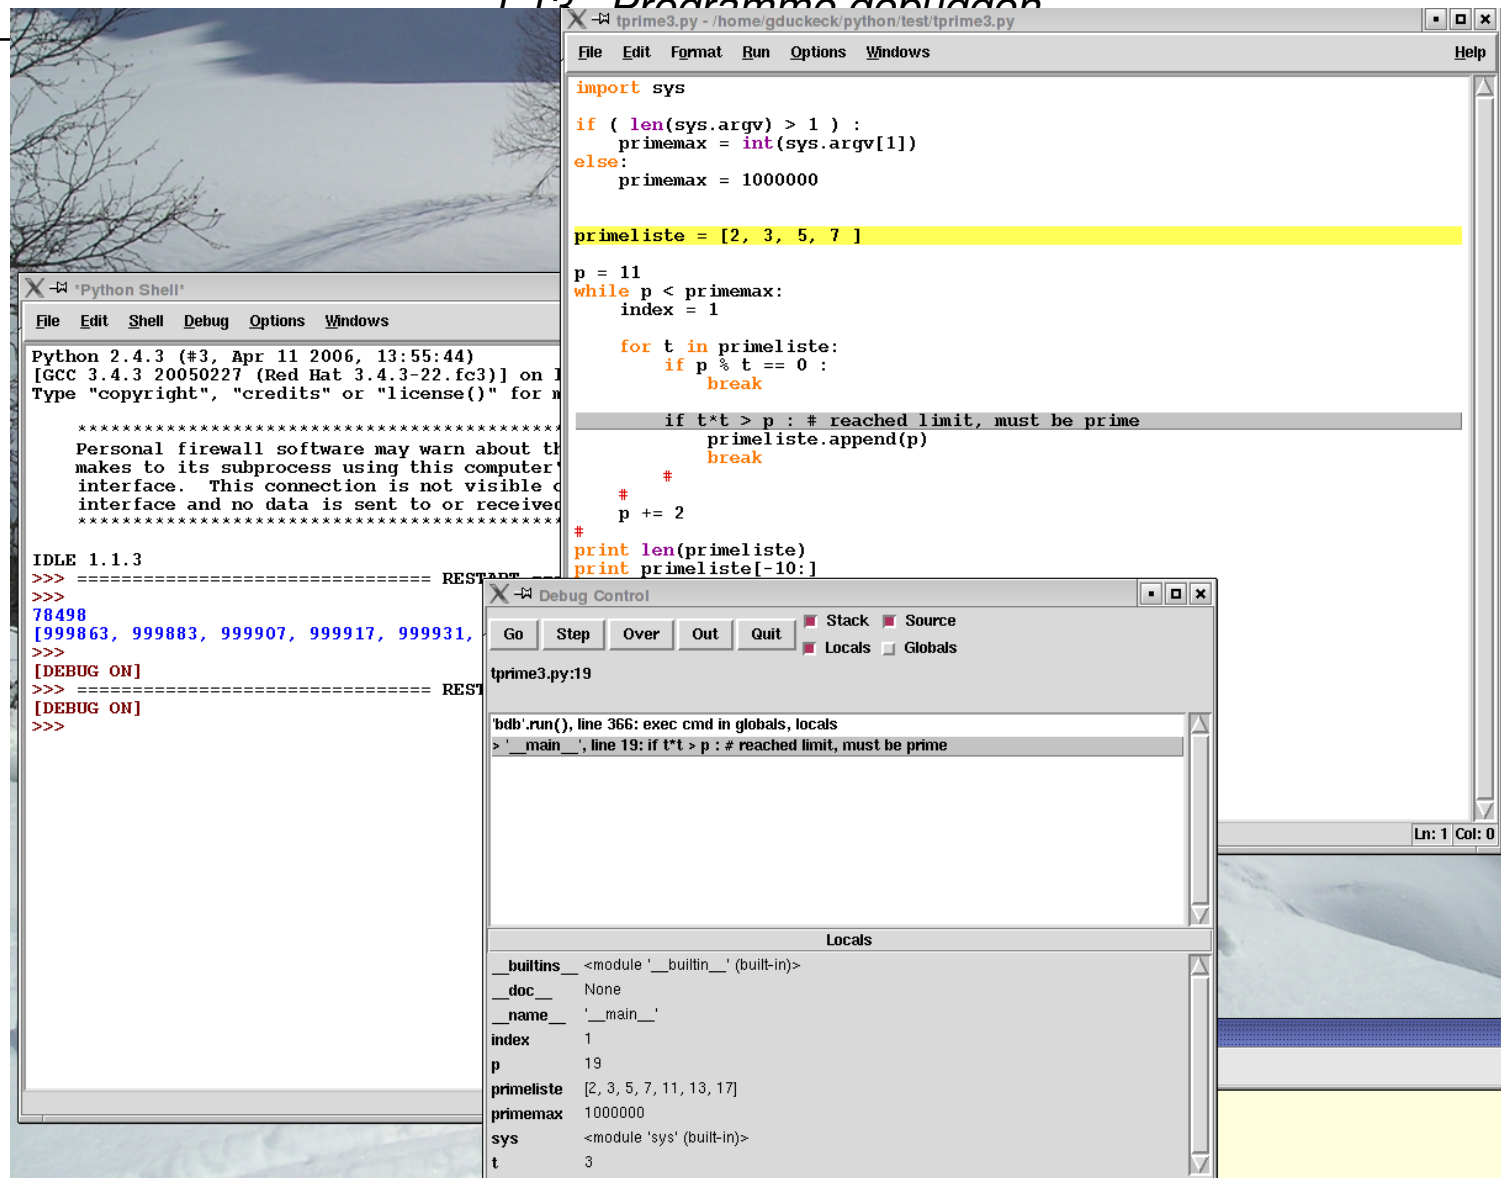 1.13 Programme debuggen
tprime3.py - /home/gduckeck/python/test/tprime3.py
File Edit Format Run Options Windows Help
import sys
if ( len(sys.argv) > 1 ) :
primemax = int(sys.argv[1])
else:
primemax = 1000000
primeliste = [2, 3, 5, 7 ]
p = 11
while p < primemax:
index = 1
for t in primeliste:
if p % t == 0 :
break
if t*t > p : # reached limit, must be prime
primeliste.append(p)
break
#
#
p += 2
#
print len(primeliste)
print primeliste[-10:]
Ln: 1 Col: 0
*Python Shell*
File Edit Shell Debug Options Windows
Python 2.4.3 (#3, Apr 11 2006, 13:55:44)
[GCC 3.4.3 20050227 (Red Hat 3.4.3-22.fc3)] on
Type "copyright", "credits" or "license()" for
********************************************
Personal firewall software may warn about
makes to its subprocess using this computer'
interface. This connection is not visible
interface and no data is sent to or received
********************************************
IDLE 1.1.3
>>> ================================ RESTART ===
>>>
78498
[999863, 999883, 999907, 999917, 999931,
>>>
[DEBUG ON]
>>> ================================ REST
[DEBUG ON]
>>>
Debug Control
Go Step Over Out Quit Stack Source
Locals Globals
tprime3.py:19
'bdb'.run(), line 366: exec cmd in globals, locals
> '__main__', line 19: if t*t > p : # reached limit, must be prime
Locals
__builtins__ <module '__builtin__' (built-in)>
__doc__ None
__name__ '__main__'
index 1
p 19
primeliste [2, 3, 5, 7, 11, 13, 17]
primemax 1000000
sys <module 'sys' (built-in)>
t 3